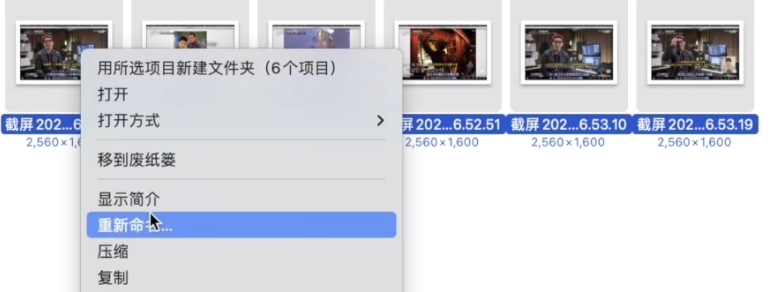 用所选项目新建文件夹（6个项目）
打开
打开方式
移到废纸篓
显示简介
重新命名...
压缩
复制
截屏 202...6
屏 202...6.52.51
截屏 202...6.53.10
截屏 202...6.53.19
2,560×1,6
2,560×1,600
2,560×1,600
2,560×1,600